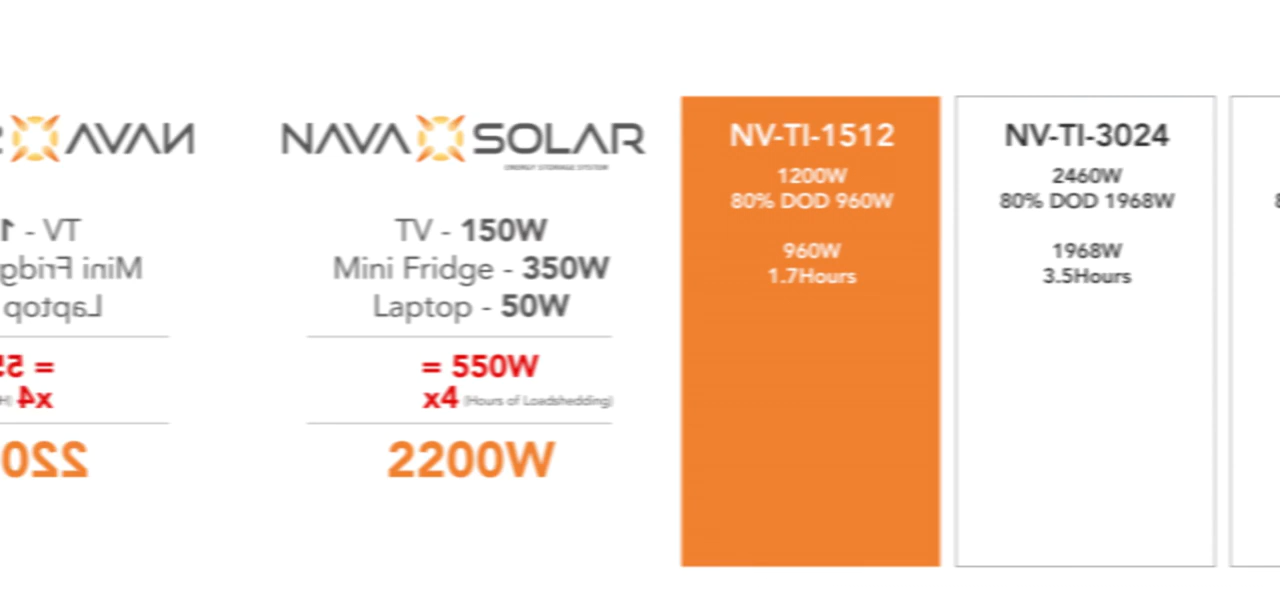 NAVA SOLAR
ENERGY STORAGE SYSTEM
TV - 150W
Mini Fridge - 350W
Laptop - 50W
= 550W
x4 (Hours of Loadshedding)
2200W
NV-TI-1512
1200W
80% DOD 960W
960W
1.7Hours
NV-TI-3024
2460W
80% DOD 1968W
1968W
3.5Hours